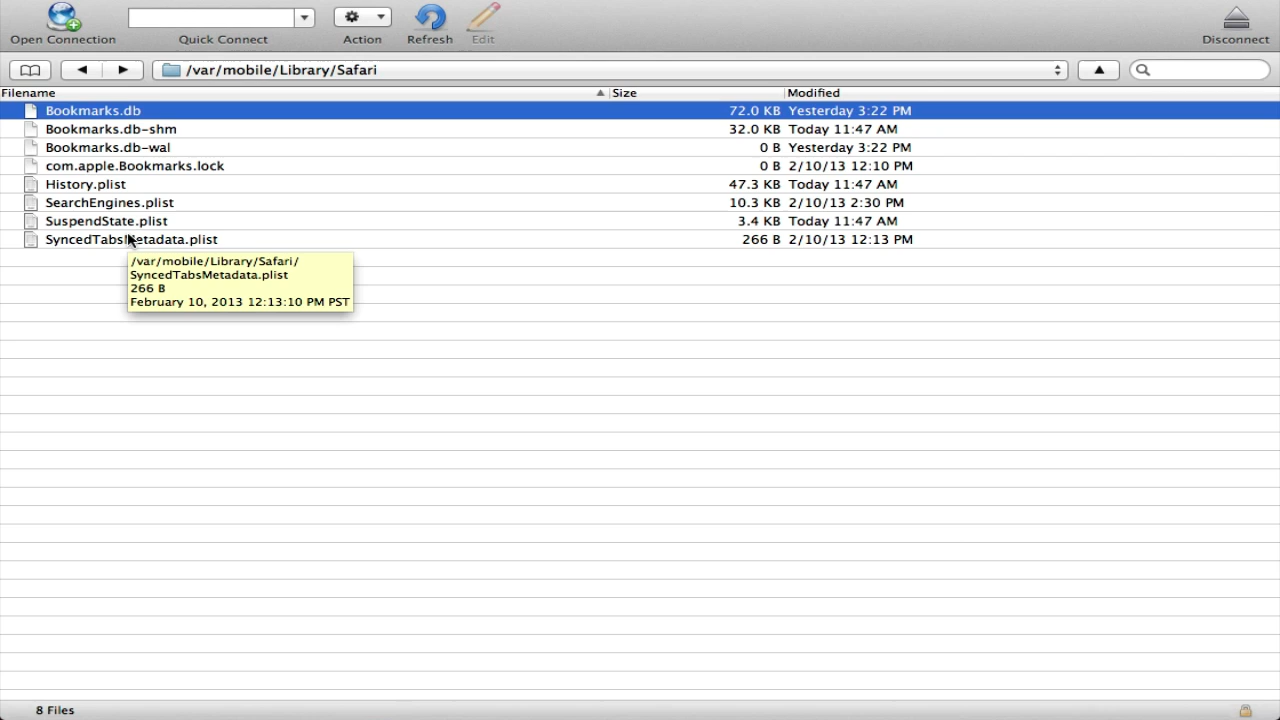 Open Connection
Quick Connect
Action
Refresh
Edit
Disconnect
/var/mobile/Library/Safari
Filename Size Modified
Bookmarks.db 72.0 KB Yesterday 3:22 PM
Bookmarks.db-shm 32.0 KB Today 11:47 AM
Bookmarks.db-wal 0 B Yesterday 3:22 PM
com.apple.Bookmarks.lock 0 B 2/10/13 12:10 PM
History.plist 47.3 KB Today 11:47 AM
SearchEngines.plist 10.3 KB 2/10/13 2:30 PM
SuspendState.plist 3.4 KB Today 11:47 AM
SyncedTabsMetadata.plist 266 B 2/10/13 12:13 PM
/var/mobile/Library/Safari/
SyncedTabsMetadata.plist
266 B
February 10, 2013 12:13:10 PM PST
8 Files